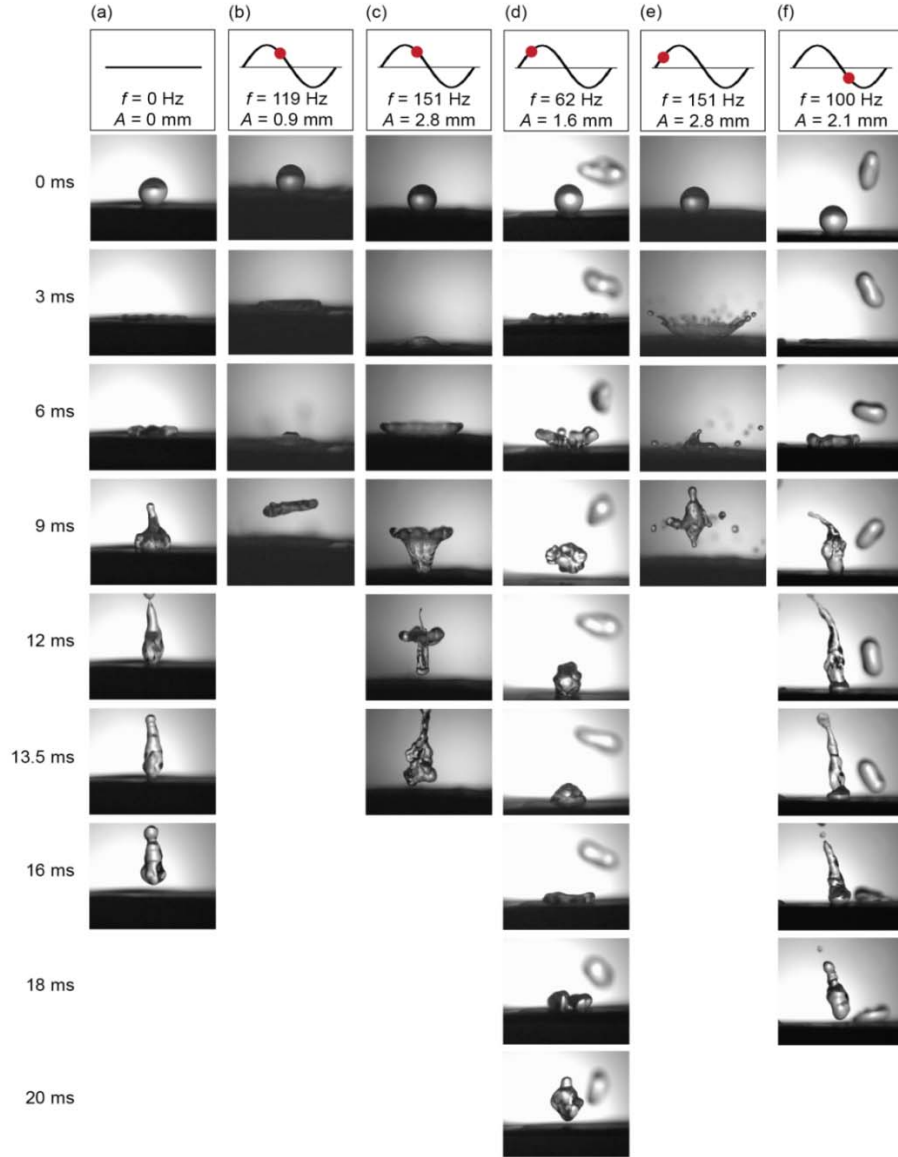 (a) (b) (c) (d) (e) (f)
f = 0 Hz
A = 0 mm
f = 119 Hz
A = 0.9 mm
f = 151 Hz
A = 2.8 mm
f = 62 Hz
A = 1.6 mm
f = 151 Hz
A = 2.8 mm
f = 100 Hz
A = 2.1 mm
0 ms
3 ms
6 ms
9 ms
12 ms
13.5 ms
16 ms
18 ms
20 ms